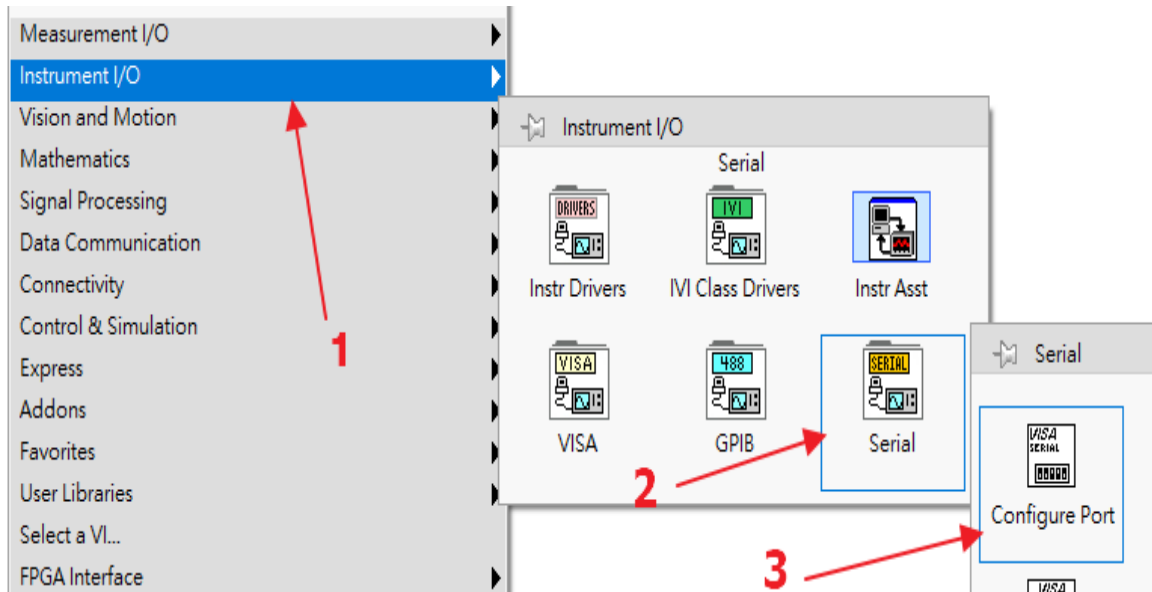 Measurement I/O
Instrument I/O
Vision and Motion
Mathematics
Signal Processing
Data Communication
Connectivity
Control & Simulation
Express
Addons
Favorites
User Libraries
Select a VI...
FPGA Interface
1
Instrument I/O
Serial
DRIVERS
IVI
Instr Drivers
IVI Class Drivers
Instr Asst
VISA
488
SERIAL
VISA
GPIB
Serial
2
Serial
VISA
SERIAL
Configure Port
3
VISA